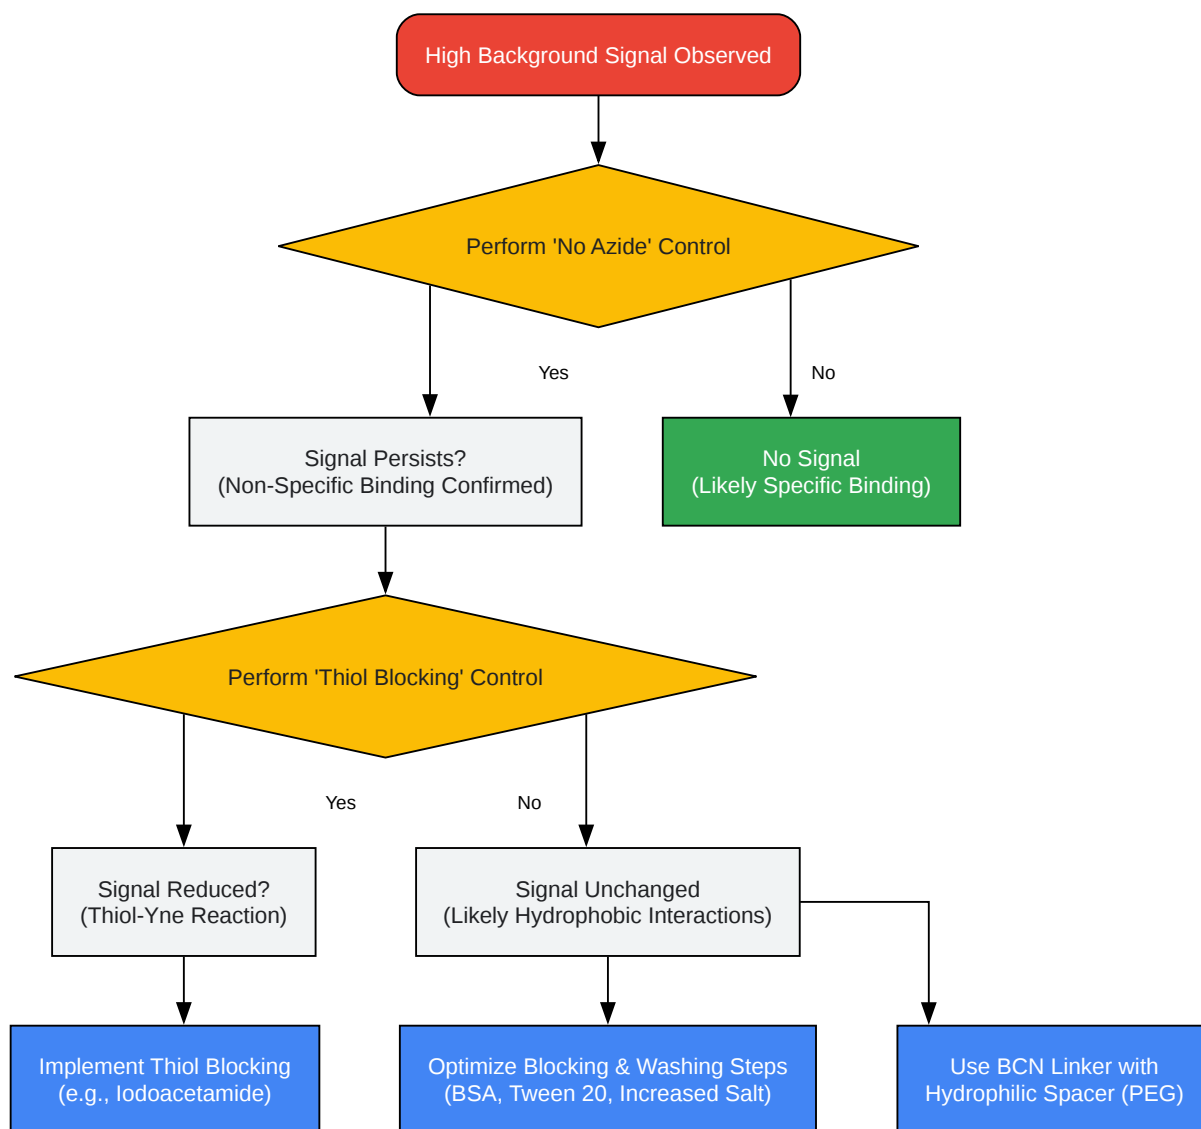 High Background Signal Observed
Perform 'No Azide' Control
Yes
No
Signal Persists?
(Non-Specific Binding Confirmed)
No Signal
(Likely Specific Binding)
Perform 'Thiol Blocking' Control
Yes
No
Signal Reduced?
(Thiol-Yne Reaction)
Signal Unchanged
(Likely Hydrophobic Interactions)
Implement Thiol Blocking
(e.g., Iodoacetamide)
Optimize Blocking & Washing Steps
(BSA, Tween 20, Increased Salt)
Use BCN Linker with
Hydrophilic Spacer (PEG)